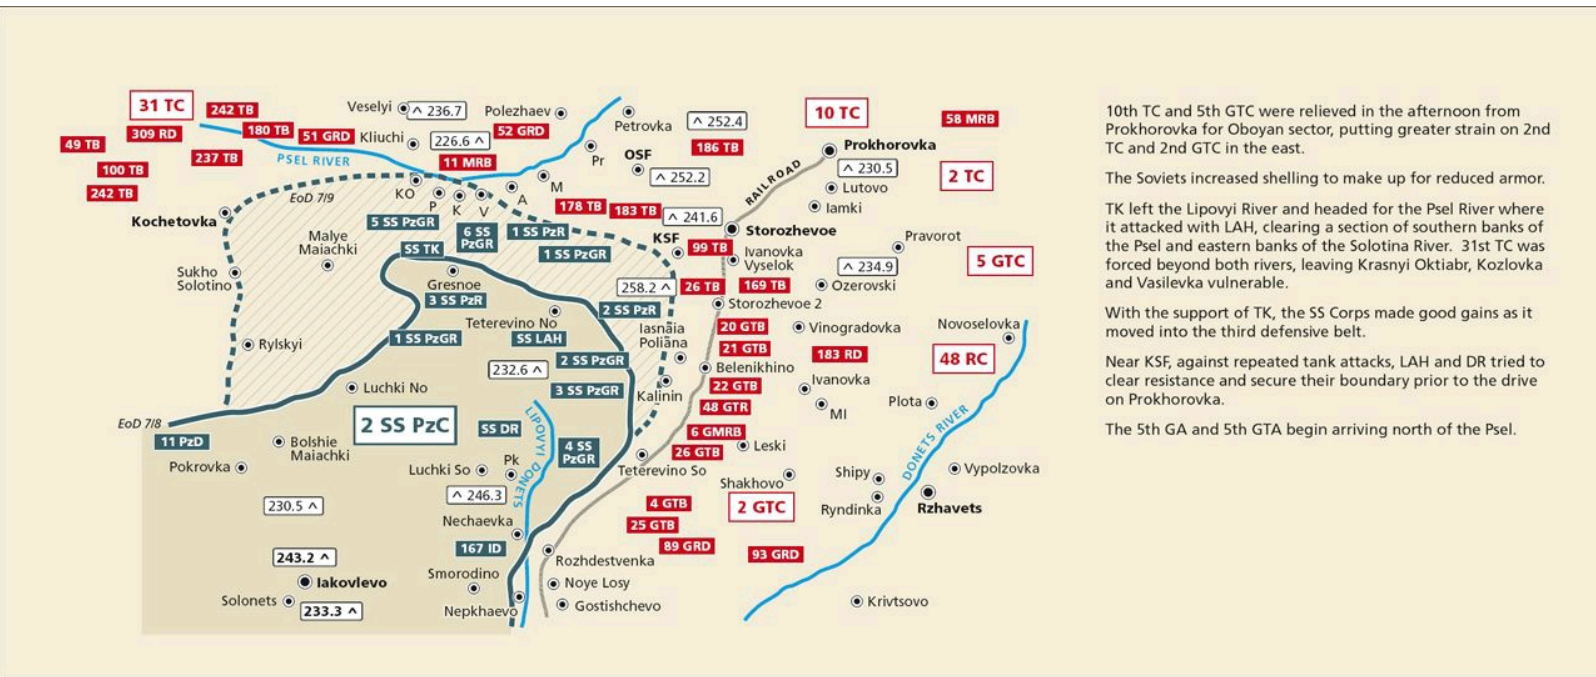 31 TC
242 TB
Veselyi
^ 236.7
Polezhaev
Petrovka
^ 252.4
10 TC
58 MRB
49 TB
309 RD
180 TB
51 GRD
Kliuchi
226.6 ^
52 GRD
186 TB
Prokhorovka
100 TB
237 TB
PSEL RIVER
11 MRB
Pr
OSF
^ 252.2
RAILROAD
^ 230.5
2 TC
242 TB
EoD 7/9
KO
P
K
V
A
M
Lutovo
Kochetovka
5 SS PzGR
6 SS
PzGR
1 SS PzR
178 TB
183 TB
^ 241.6
Iamki
Storozhevoe
Malye
Maiachki
SS TK
1 SS PzGR
KSF
99 TB
Ivanovka
Vyselok
Pravorot
5 GTC
Sukho
Solotino
Gresnoe
258.2 ^
26 TB
169 TB
^ 234.9
Ozerovski
3 SS PzR
2 SS PzR
Storozhevoe 2
Teterevino No
Iasnaia
Poliana
20 GTB
Vinogradovka
Novoselovka
Rylskyi
1 SS PzGR
SS LAH
21 GTB
183 RD
48 RC
2 SS PzGR
232.6 ^
Belenikhino
Luchki No
3 SS PzGR
Kalinin
22 GTB
Ivanovka
48 GTR
MI
Plota
EoD 7/8
2 SS PzC
SS DR
LIPOVYI DONETS
6 GMRB
11 PzD
Bolshie
Maiachki
4 SS
PzGR
26 GTB
Leski
DONETS RIVER
Pokrovka
Luchki So
Pk
Teterevino So
Shakhovo
Shipy
Vypolzovka
230.5 ^
^ 246.3
4 GTB
2 GTC
Ryndinka
Rzhavets
Nechaevka
25 GTB
243.2 ^
167 ID
89 GRD
93 GRD
Rozhdestvenka
Iakovlevo
Smorodino
Noye Losy
Solonets
233.3 ^
Nepkhaevo
Gostishchevo
Krivtsovo
10th TC and 5th GTC were relieved in the afternoon from
Prokhorovka for Oboyan sector, putting greater strain on 2nd
TC and 2nd GTC in the east.
The Soviets increased shelling to make up for reduced armor.
TK left the Lipovyi River and headed for the Psel River where
it attacked with LAH, clearing a section of southern banks of
the Psel and eastern banks of the Solotina River. 31st TC was
forced beyond both rivers, leaving Krasnyi Oktiabr, Kozlovka
and Vasilevka vulnerable.
With the support of TK, the SS Corps made good gains as it
moved into the third defensive belt.
Near KSF, against repeated tank attacks, LAH and DR tried to
clear resistance and secure their boundary prior to the drive
on Prokhorovka.
The 5th GA and 5th GTA begin arriving north of the Psel.